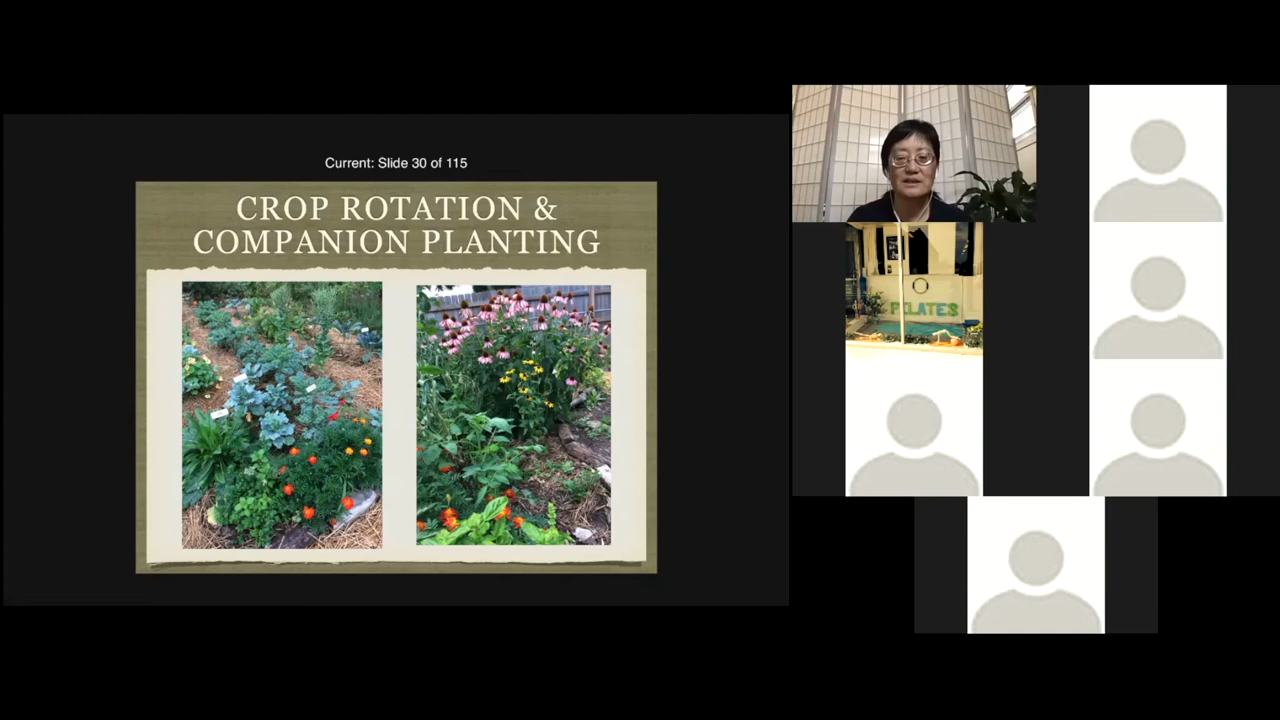 Current: Slide 30 of 115
CROP ROTATION &
COMPANION PLANTING
PILATES